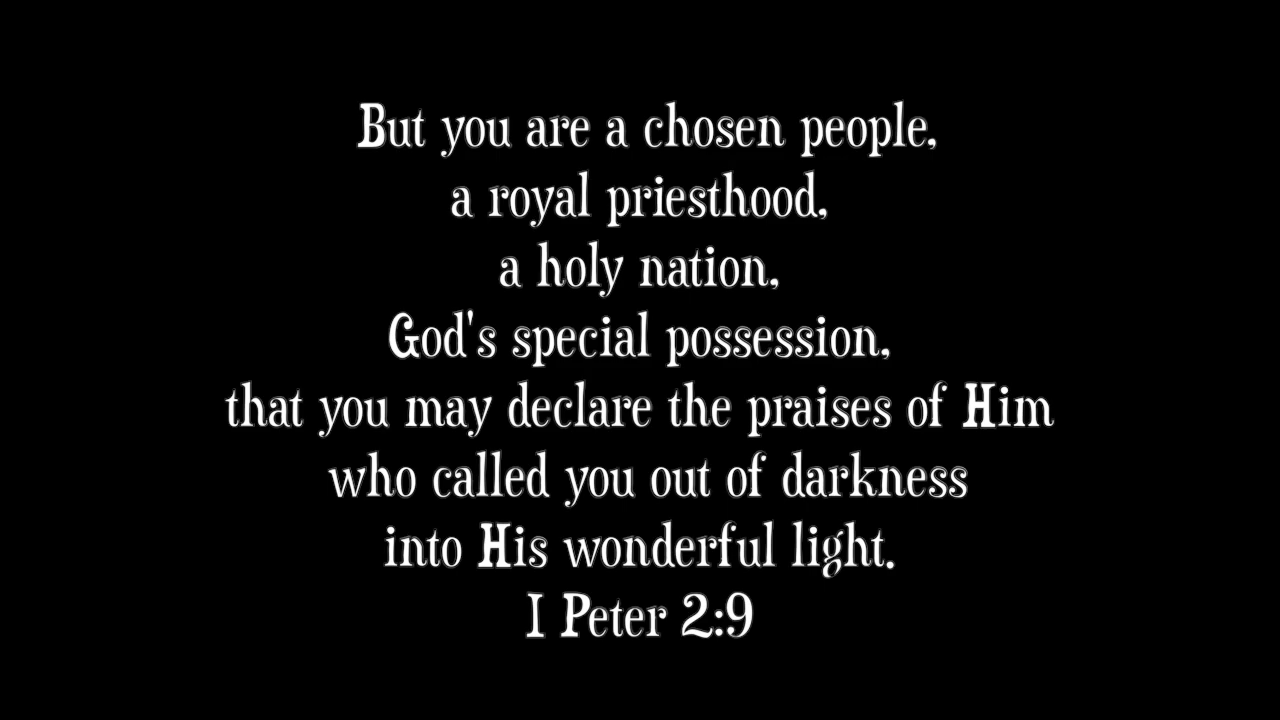 But you are a chosen people,
a royal priesthood,
a holy nation,
God's special possession,
that you may declare the praises of Him
who called you out of darkness
into His wonderful light.
I Peter 2:9